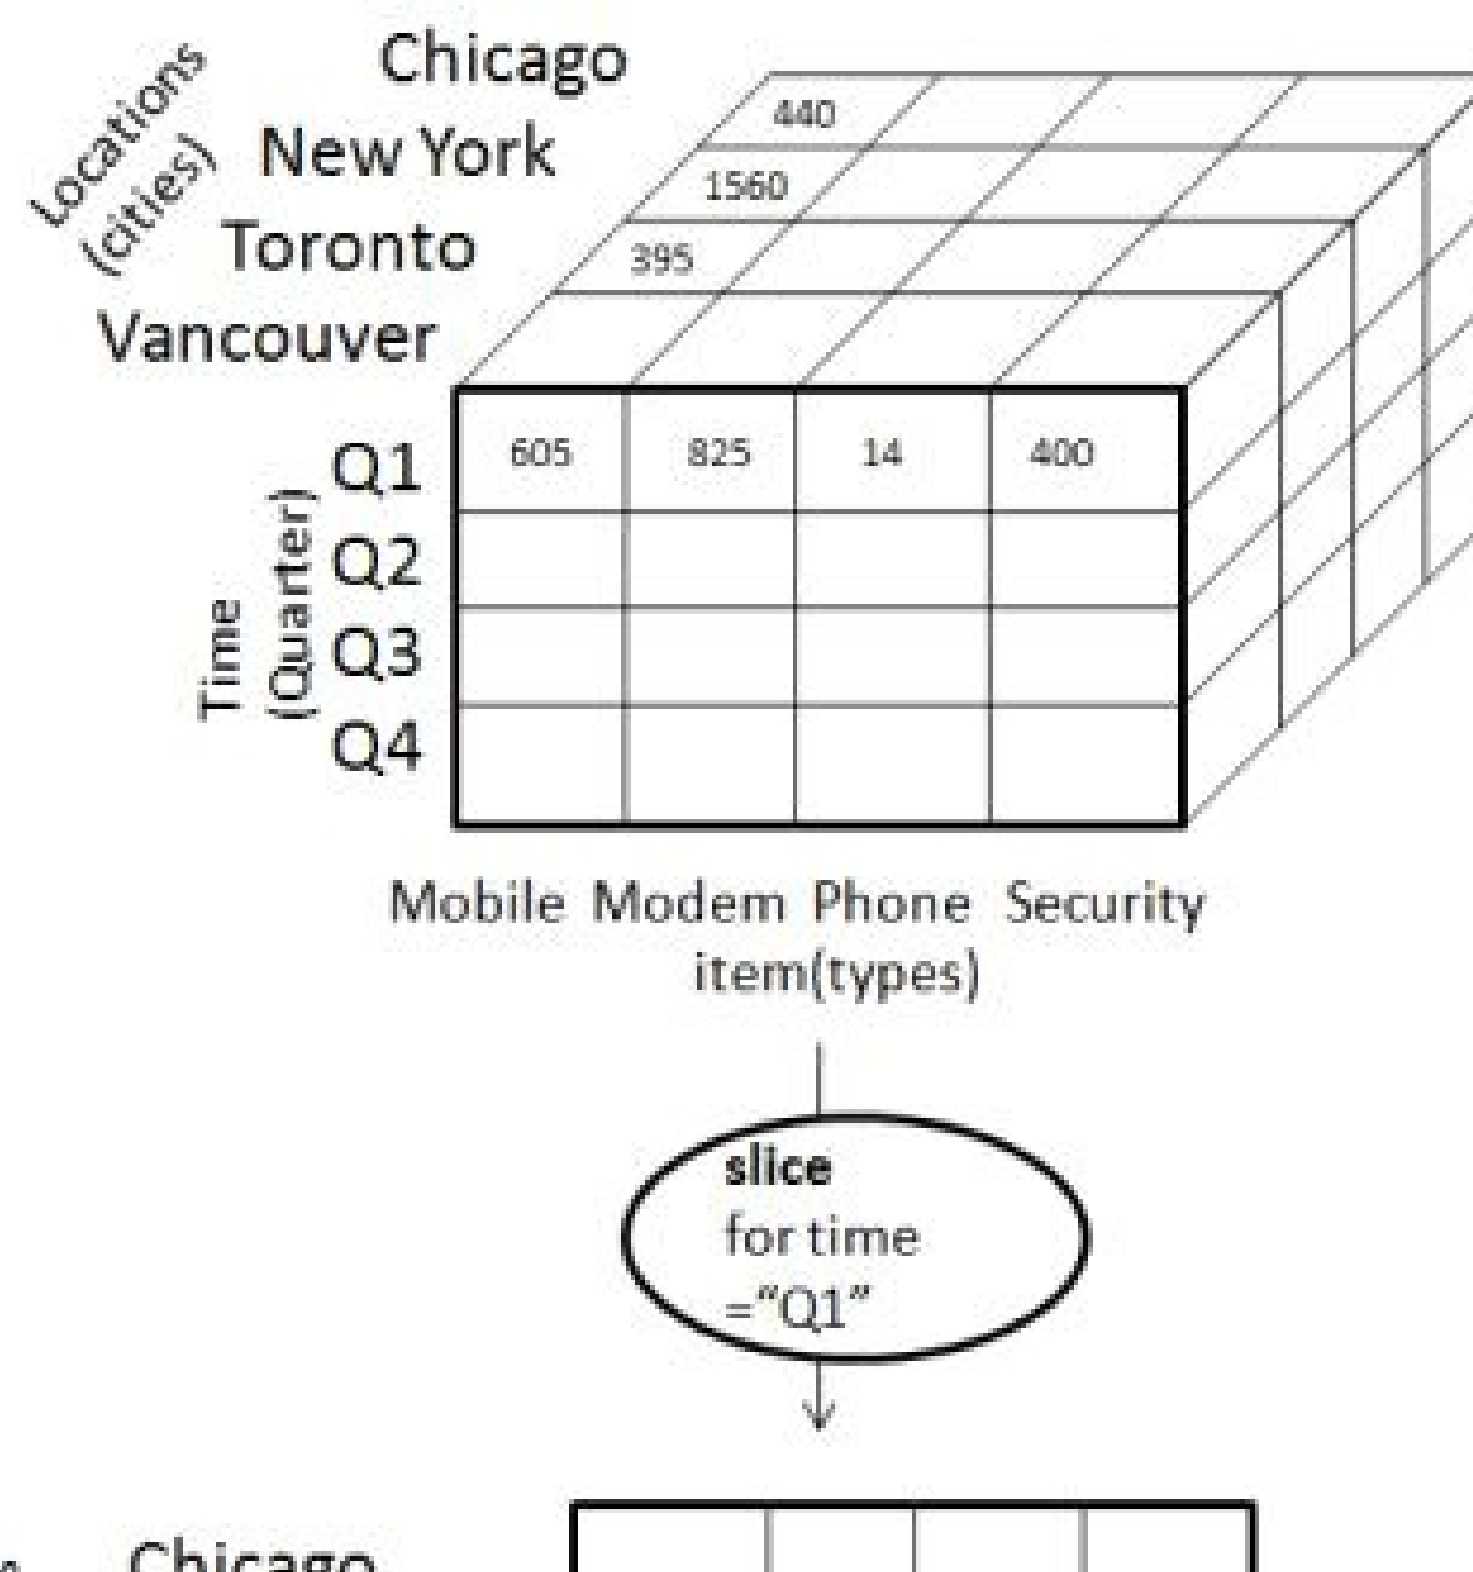 Chicago
New York
Toronto
Vancouver
Locations
(cities)
440
1560
395
605 825 14 400
Q1
Q2
Q3
Q4
Time
(Quarter)
Mobile Modem Phone Security
item(types)
slice
for time
="Q1"
Chicago